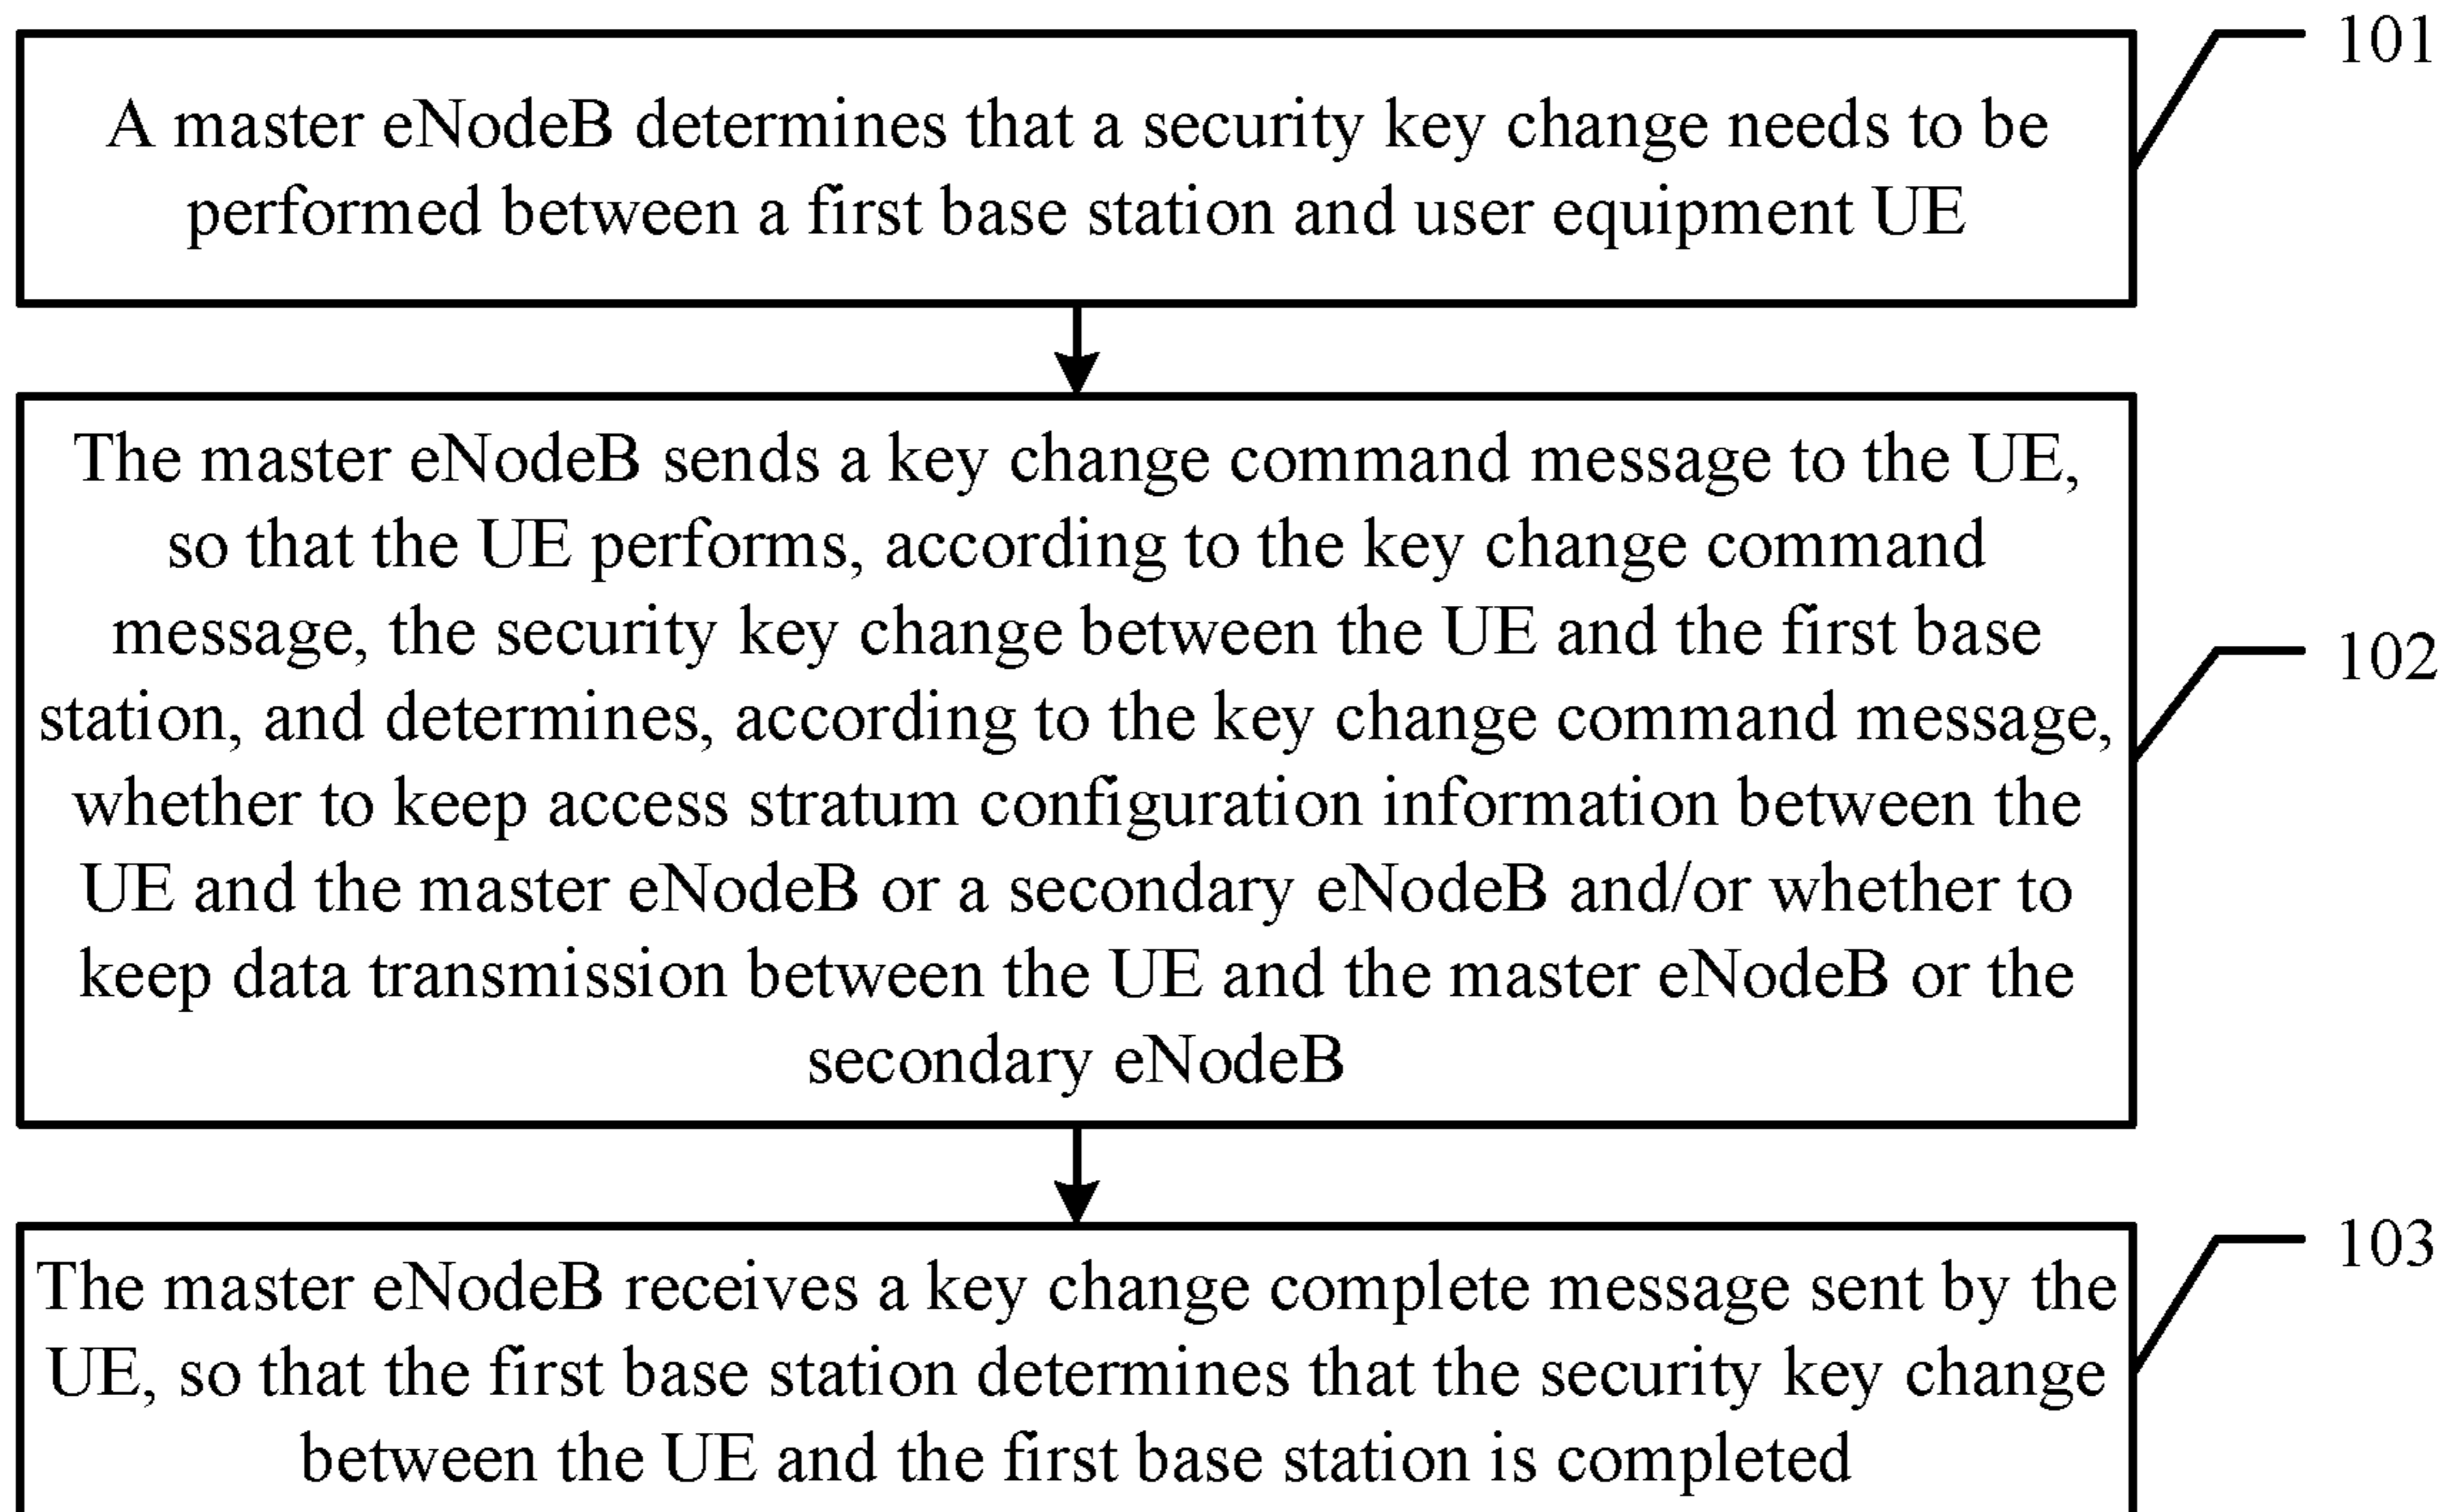 101
A master eNodeB determines that a security key change needs to be
performed between a first base station and user equipment UE
The master eNodeB sends a key change command message to the UE,
so that the UE performs, according to the key change command
message, the security key change between the UE and the first base
station, and determines, according to the key change command message,
whether to keep access stratum configuration information between the
UE and the master eNodeB or a secondary eNodeB and/or whether to
keep data transmission between the UE and the master eNodeB or the
secondary eNodeB
102
The master eNodeB receives a key change complete message sent by the
UE, so that the first base station determines that the security key change
between the UE and the first base station is completed
103